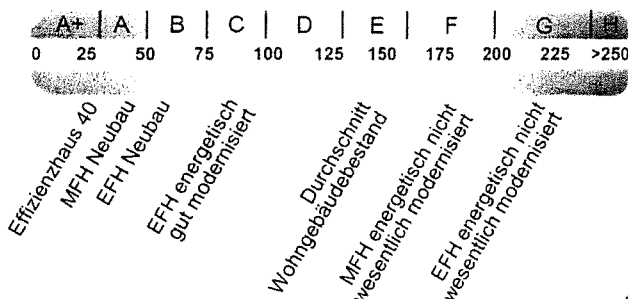 A+ | A | B | C | D | E | F | G | H
0 25 50 75 100 125 150 175 200 225 >250
Effizienzhaus 40
MFH Neubau
EFH Neubau
EFH energetisch
gut modernisiert
Durchschnitt
Wohngebäudebestand
MFH energetisch nicht
wesentlich modernisiert
EFH energetisch nicht
wesentlich modernisiert